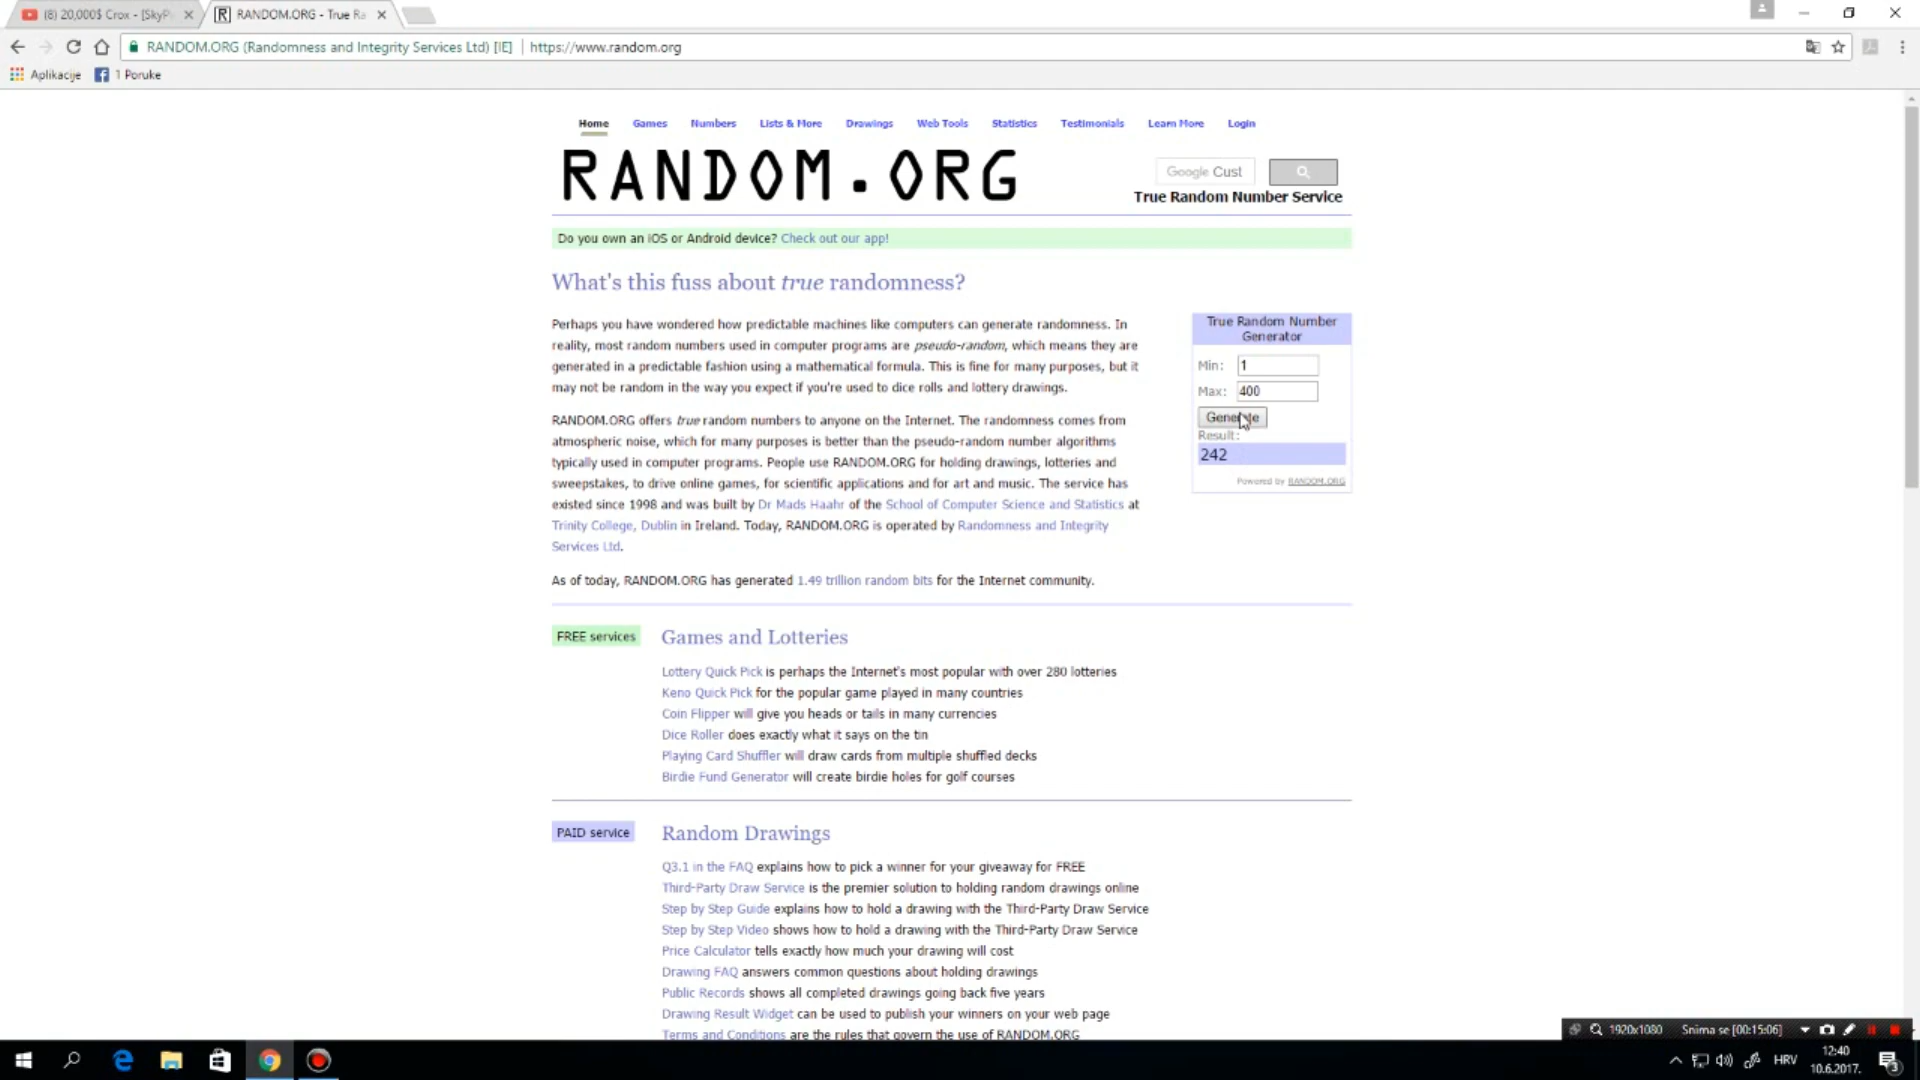 (8) 20,000$ Crox - [SkyP
RANDOM.ORG - True Ra
RANDOM.ORG (Randomness and Integrity Services Ltd) [IE] | https://www.random.org
Aplikacije
1 Poruke
Home Games Numbers Lists & More Drawings Web Tools Statistics Testimonials Learn More Login
RANDOM.ORG
Google Cust
True Random Number Service
Do you own an iOS or Android device? Check out our app!
What's this fuss about true randomness?
Perhaps you have wondered how predictable machines like computers can generate randomness. In
reality, most random numbers used in computer programs are pseudo-random, which means they are
generated in a predictable fashion using a mathematical formula. This is fine for many purposes, but it
may not be random in the way you expect if you're used to dice rolls and lottery drawings.
RANDOM.ORG offers true random numbers to anyone on the Internet. The randomness comes from
atmospheric noise, which for many purposes is better than the pseudo-random number algorithms
typically used in computer programs. People use RANDOM.ORG for holding drawings, lotteries and
sweepstakes, to drive online games, for scientific applications and for art and music. The service has
existed since 1998 and was built by Dr Mads Haahr of the School of Computer Science and Statistics at
Trinity College, Dublin in Ireland. Today, RANDOM.ORG is operated by Randomness and Integrity
Services Ltd.
As of today, RANDOM.ORG has generated 1.49 trillion random bits for the Internet community.
True Random Number
Generator
Min: 1
Max: 400
Generate
Result:
242
Powered by RANDOM.ORG
FREE services
Games and Lotteries
Lottery Quick Pick is perhaps the Internet's most popular with over 280 lotteries
Keno Quick Pick for the popular game played in many countries
Coin Flipper will give you heads or tails in many currencies
Dice Roller does exactly what it says on the tin
Playing Card Shuffler will draw cards from multiple shuffled decks
Birdie Fund Generator will create birdie holes for golf courses
PAID service
Random Drawings
Q3.1 in the FAQ explains how to pick a winner for your giveaway for FREE
Third-Party Draw Service is the premier solution to holding random drawings online
Step by Step Guide explains how to hold a drawing with the Third-Party Draw Service
Step by Step Video shows how to hold a drawing with the Third-Party Draw Service
Price Calculator tells exactly how much your drawing will cost
Drawing FAQ answers common questions about holding drawings
Public Records shows all completed drawings going back five years
Drawing Result Widget can be used to publish your winners on your web page
Terms and Conditions are the rules that govern the use of RANDOM.ORG
1920x1080 Snima se [00:15:06]
HRV
12:40
10.6.2017.
3